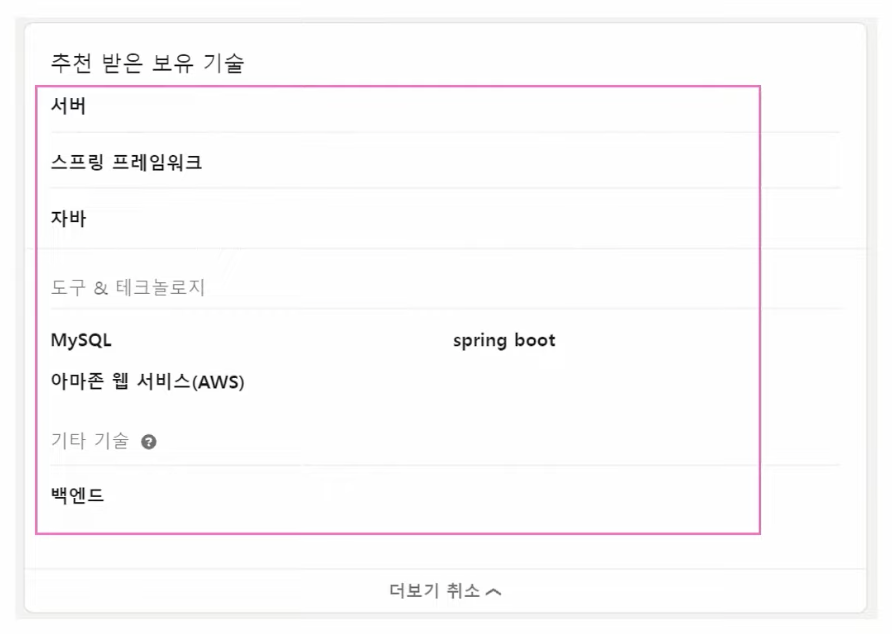 추천 받은 보유 기술
서버
스프링 프레임워크
자바
도구 & 테크놀로지
MySQL spring boot
아마존 웹 서비스(AWS)
기타 기술 ?
백엔드
더보기 취소